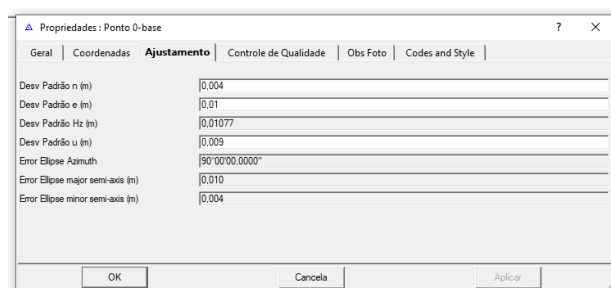 Propriedades : Ponto 0-base ? ×
Geral Coordenadas Ajustamento Controle de Qualidade Obs Foto Codes and Style
Desv Padrão n (m) 0,004
Desv Padrão e (m) 0,01
Desv Padrão Hz (m) 0,01077
Desv Padrão u (m) 0,009
Error Ellipse Azimuth 90°00'00,0000"
Error Ellipse major semi-axis (m) 0,010
Error Ellipse minor semi-axis (m) 0,004
OK Cancela Aplicar